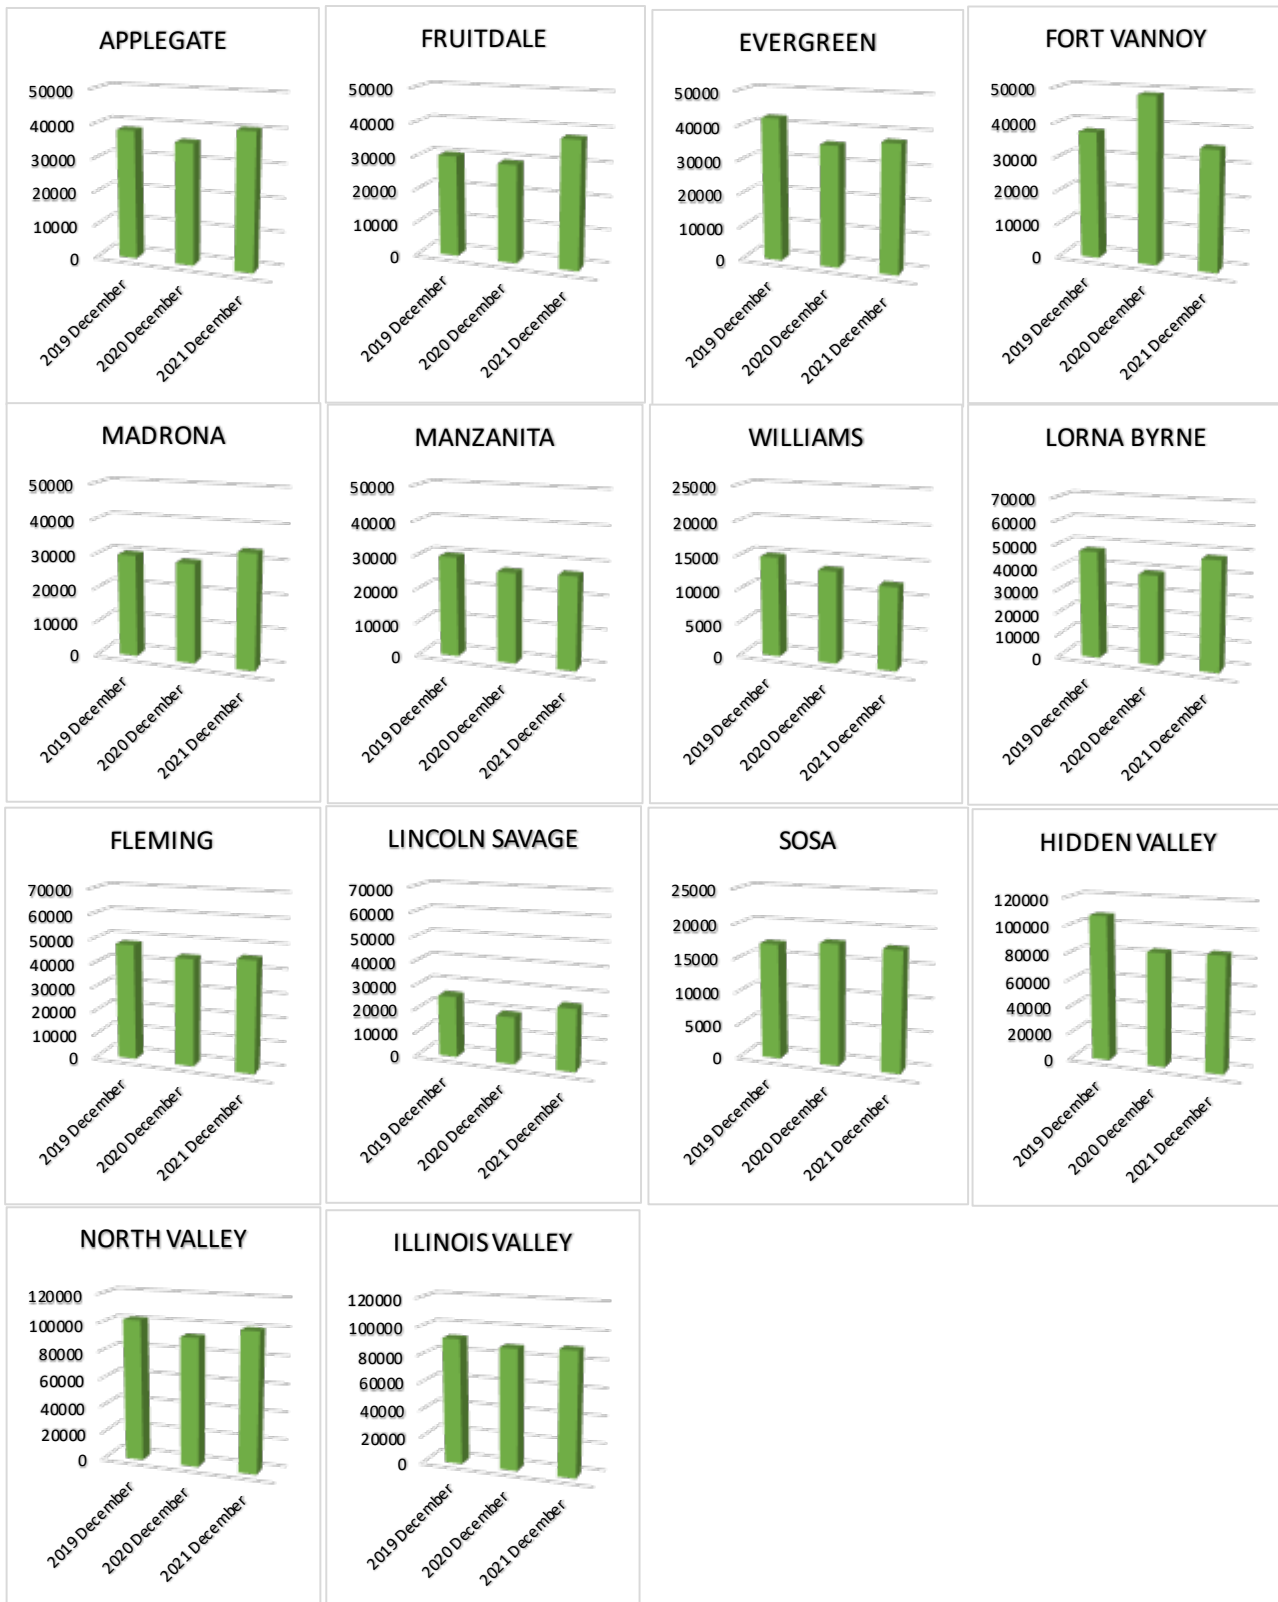 APPLEGATE
50000
40000
30000
20000
10000
0
2019 December
2020 December
2021 December
FRUITDALE
50000
40000
30000
20000
10000
0
2019 December
2020 December
2021 December
EVERGREEN
50000
40000
30000
20000
10000
0
2019 December
2020 December
2021 December
FORT VANNOY
50000
40000
30000
20000
10000
0
2019 December
2020 December
2021 December
MADRONA
50000
40000
30000
20000
10000
0
2019 December
2020 December
2021 December
MANZANITA
50000
40000
30000
20000
10000
0
2019 December
2020 December
2021 December
WILLIAMS
25000
20000
15000
10000
5000
0
2019 December
2020 December
2021 December
LORNA BYRNE
70000
60000
50000
40000
30000
20000
10000
0
2019 December
2020 December
2021 December
FLEMING
70000
60000
50000
40000
30000
20000
10000
0
2019 December
2020 December
2021 December
LINCOLN SAVAGE
70000
60000
50000
40000
30000
20000
10000
0
2019 December
2020 December
2021 December
SOSA
25000
20000
15000
10000
5000
0
2019 December
2020 December
2021 December
HIDDEN VALLEY
120000
100000
80000
60000
40000
20000
0
2019 December
2020 December
2021 December
NORTH VALLEY
120000
100000
80000
60000
40000
20000
0
2019 December
2020 December
2021 December
ILLINOIS VALLEY
120000
100000
80000
60000
40000
20000
0
2019 December
2020 December
2021 December